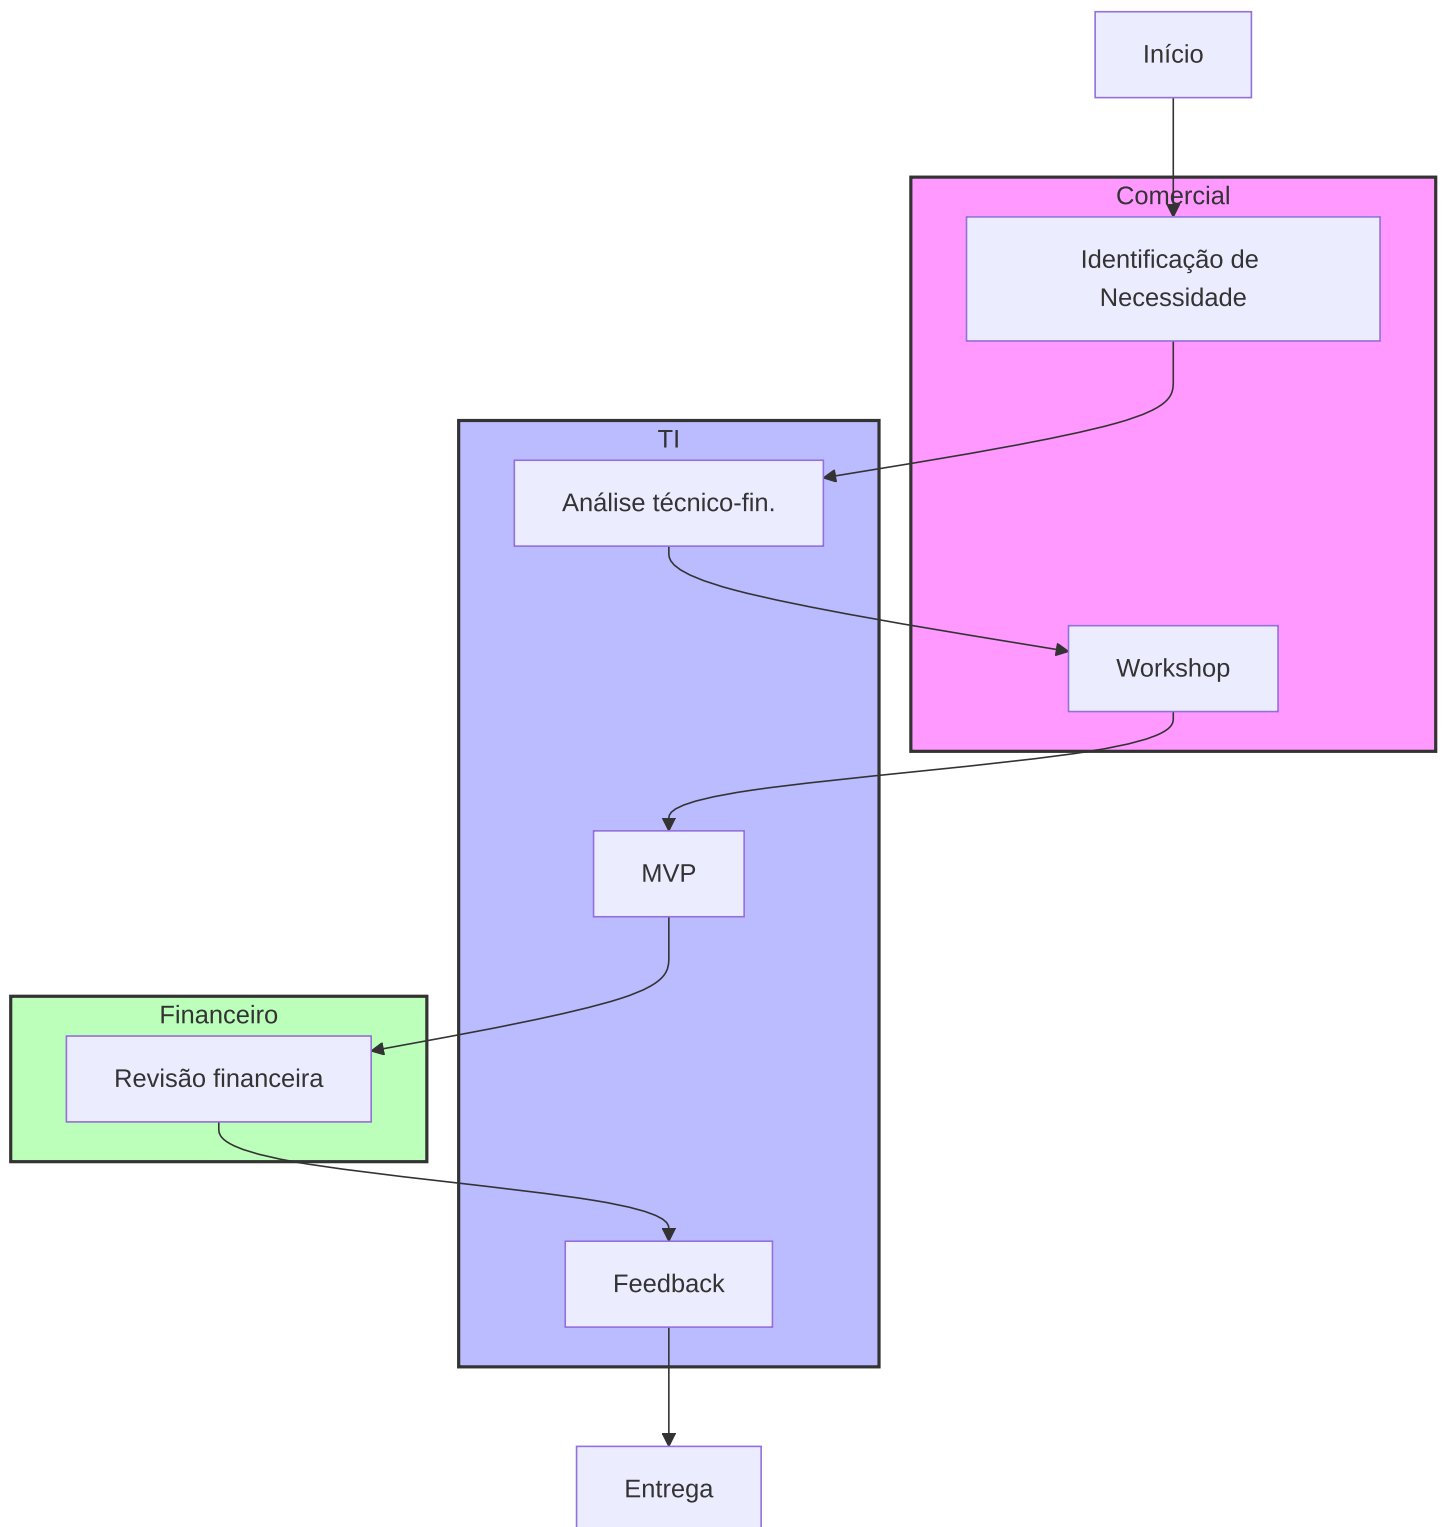 Início
Comercial
Identificação de
Necessidade
TI
Análise técnico-fin.
Workshop
MVP
Financeiro
Revisão financeira
Feedback
Entrega